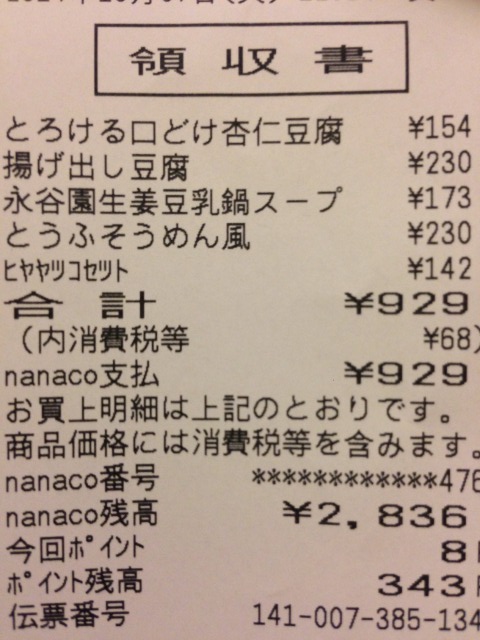 領収書
とろける口どけ杏仁豆腐 ¥154
揚げ出し豆腐 ¥230
永谷園生姜豆乳鍋スープ ¥173
とうふそうめん風 ¥230
ﾋﾔﾔﾂｺｾﾂﾄ ¥142
合計 ¥929
(内消費税等 ¥68)
nanaco支払 ¥929
お買上明細は上記のとおりです。
商品価格には消費税等を含みます。
nanaco番号 ************476
nanaco残高 ¥2,836
今回ﾎﾟｲﾝﾄ 8
ﾎﾟｲﾝﾄ残高 343
伝票番号 141-007-385-134